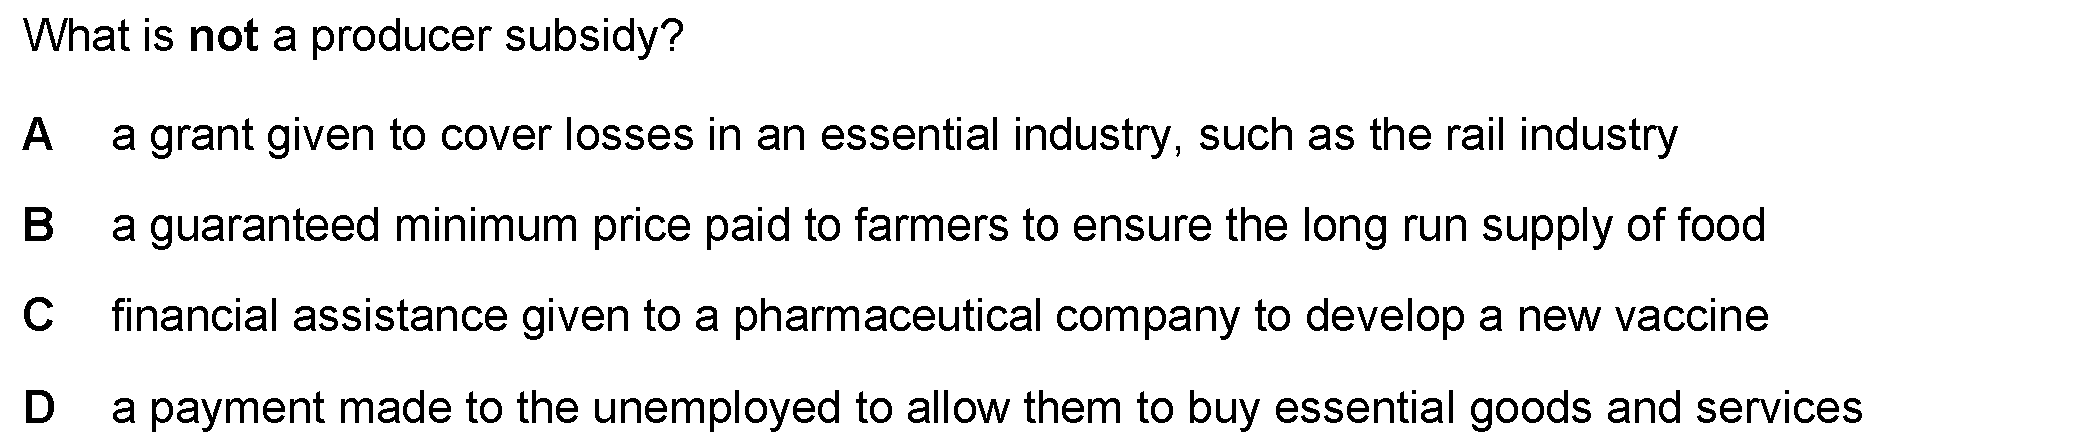 What is not a producer subsidy?
A a grant given to cover losses in an essential industry, such as the rail industry
B a guaranteed minimum price paid to farmers to ensure the long run supply of food
C financial assistance given to a pharmaceutical company to develop a new vaccine
D a payment made to the unemployed to allow them to buy essential goods and services